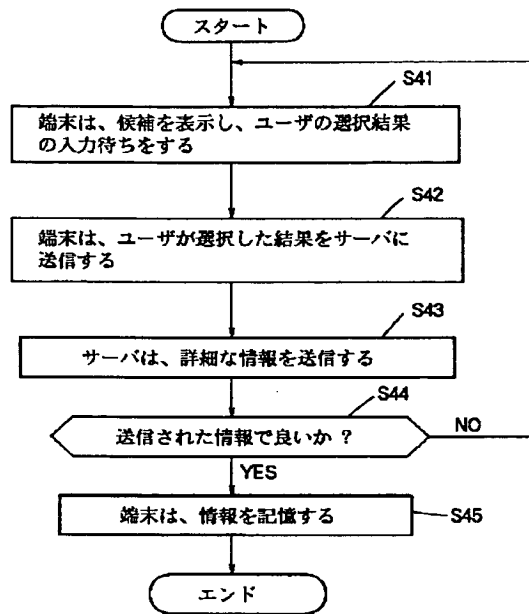 スタート
S41
端末は、候補を表示し、ユーザの選択結果
の入力待ちをする
S42
端末は、ユーザが選択した結果をサーバに
送信する
S43
サーバは、詳細な情報を送信する
S44
送信された情報で良いか ?
NO
YES
端末は、情報を記憶する
S45
エンド